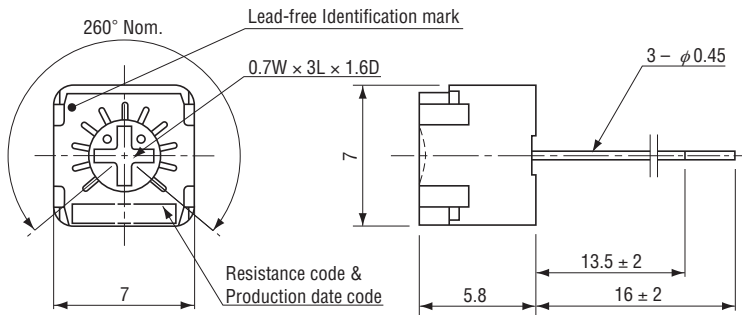 Lead-free Identification mark
260° Nom.
0.7W × 3L × 1.6D
3 – φ0.45
7
13.5 ± 2
Resistance code &
Production date code
7
5.8
16 ± 2